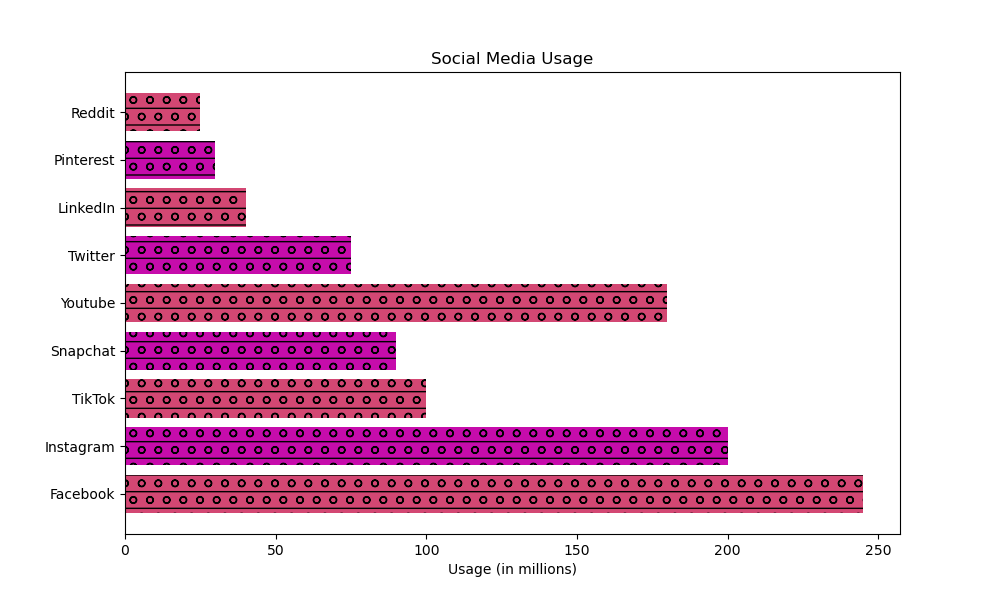 Social Media Usage
Reddit
Pinterest
LinkedIn
Twitter
Youtube
Snapchat
TikTok
Instagram
Facebook
0 50 100 150 200 250
Usage (in millions)